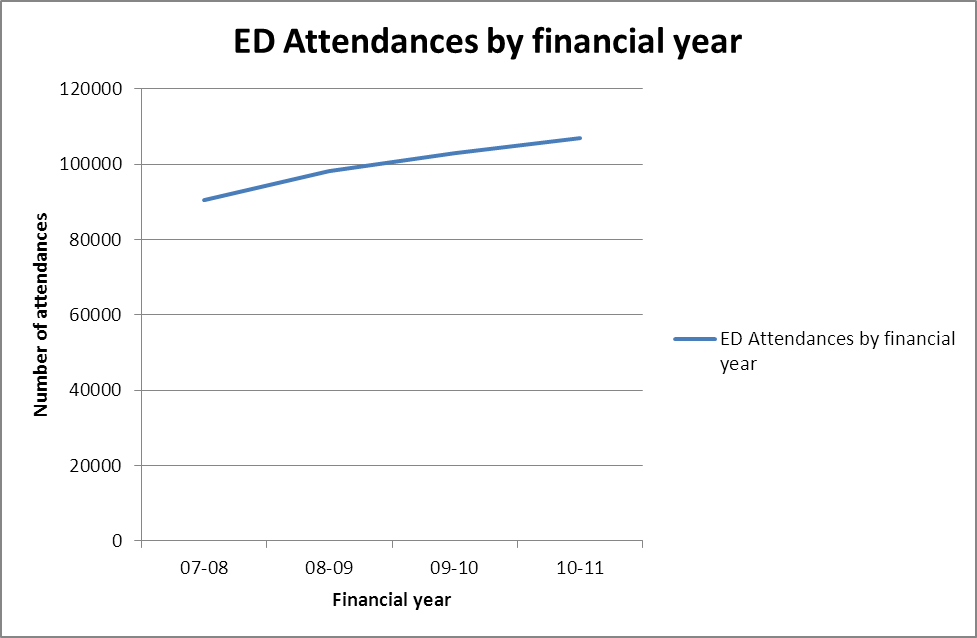 ED Attendances by financial year
120000
100000
80000
60000
40000
20000
0
Number of attendances
07-08 08-09 09-10 10-11
Financial year
ED Attendances by financial
year